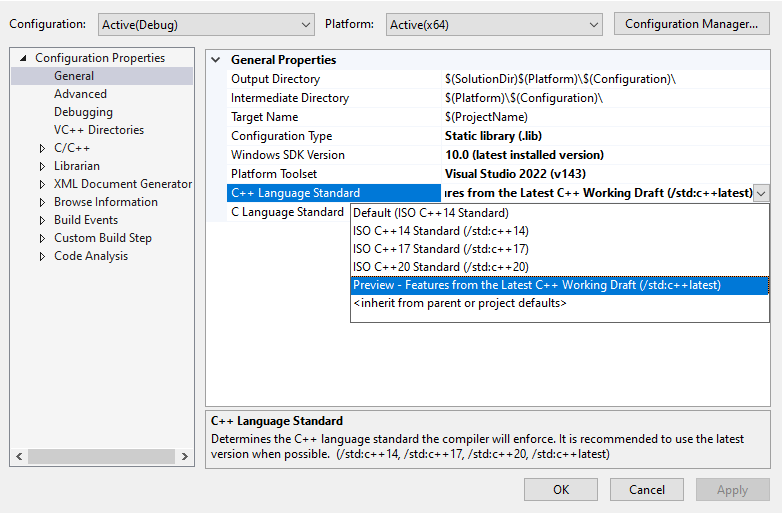 Configuration: Active(Debug) Platform: Active(x64) Configuration Manager...
Configuration Properties
General
Advanced
Debugging
VC++ Directories
C/C++
Librarian
XML Document Generator
Browse Information
Build Events
Custom Build Step
Code Analysis
General Properties
Output Directory $(SolutionDir)$(Platform)\$(Configuration)\
Intermediate Directory $(Platform)\$(Configuration)\
Target Name $(ProjectName)
Configuration Type Static library (.lib)
Windows SDK Version 10.0 (latest installed version)
Platform Toolset Visual Studio 2022 (v143)
C++ Language Standard from the Latest C++ Working Draft (/std:c++latest)
C Language Standard
Default (ISO C++14 Standard)
ISO C++14 Standard (/std:c++14)
ISO C++17 Standard (/std:c++17)
ISO C++20 Standard (/std:c++20)
Preview - Features from the Latest C++ Working Draft (/std:c++latest)
<inherit from parent or project defaults>
C++ Language Standard
Determines the C++ language standard the compiler will enforce. It is recommended to use the latest
version when possible. (/std:c++14, /std:c++17, /std:c++20, /std:c++latest)
OK Cancel Apply